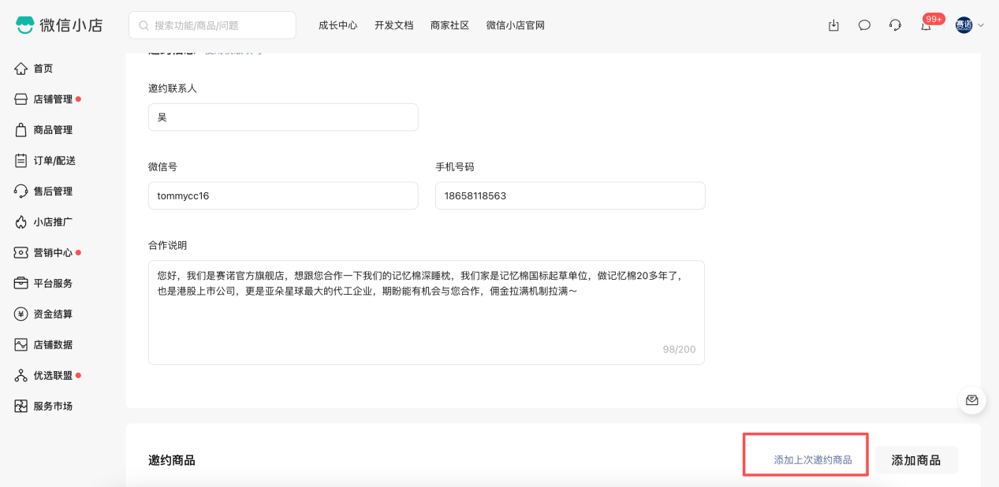 微信小店
搜索功能/商品/问题
成长中心 开发文档 商家社区 微信小店官网
99+
赛诺
首页
店铺管理
商品管理
订单/配送
售后管理
小店推广
营销中心
平台服务
资金结算
店铺数据
优选联盟
服务市场
邀约联系人
吴
微信号 手机号码
tommycc16 18658118563
合作说明
您好，我们是赛诺官方旗舰店，想跟您合作一下我们的记忆棉深睡枕，我们家是记忆棉国标起草单位，做记忆棉20多年了，
也是港股上市公司，更是亚朵星球最大的代工企业，期盼能有机会与您合作，佣金拉满机制拉满～
98/200
邀约商品 添加上次邀约商品 添加商品